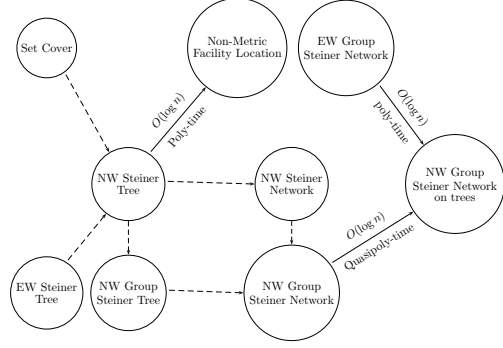 Set Cover
Non-Metric
Facility Location
EW Group
Steiner Network
O(log n)
Poly-time
O(log n)
poly-time
NW Steiner
Tree
NW Steiner
Network
NW Group
Steiner Network
on trees
O(log n)
Quasipoly-time
EW Steiner
Tree
NW Group
Steiner Tree
NW Group
Steiner Network